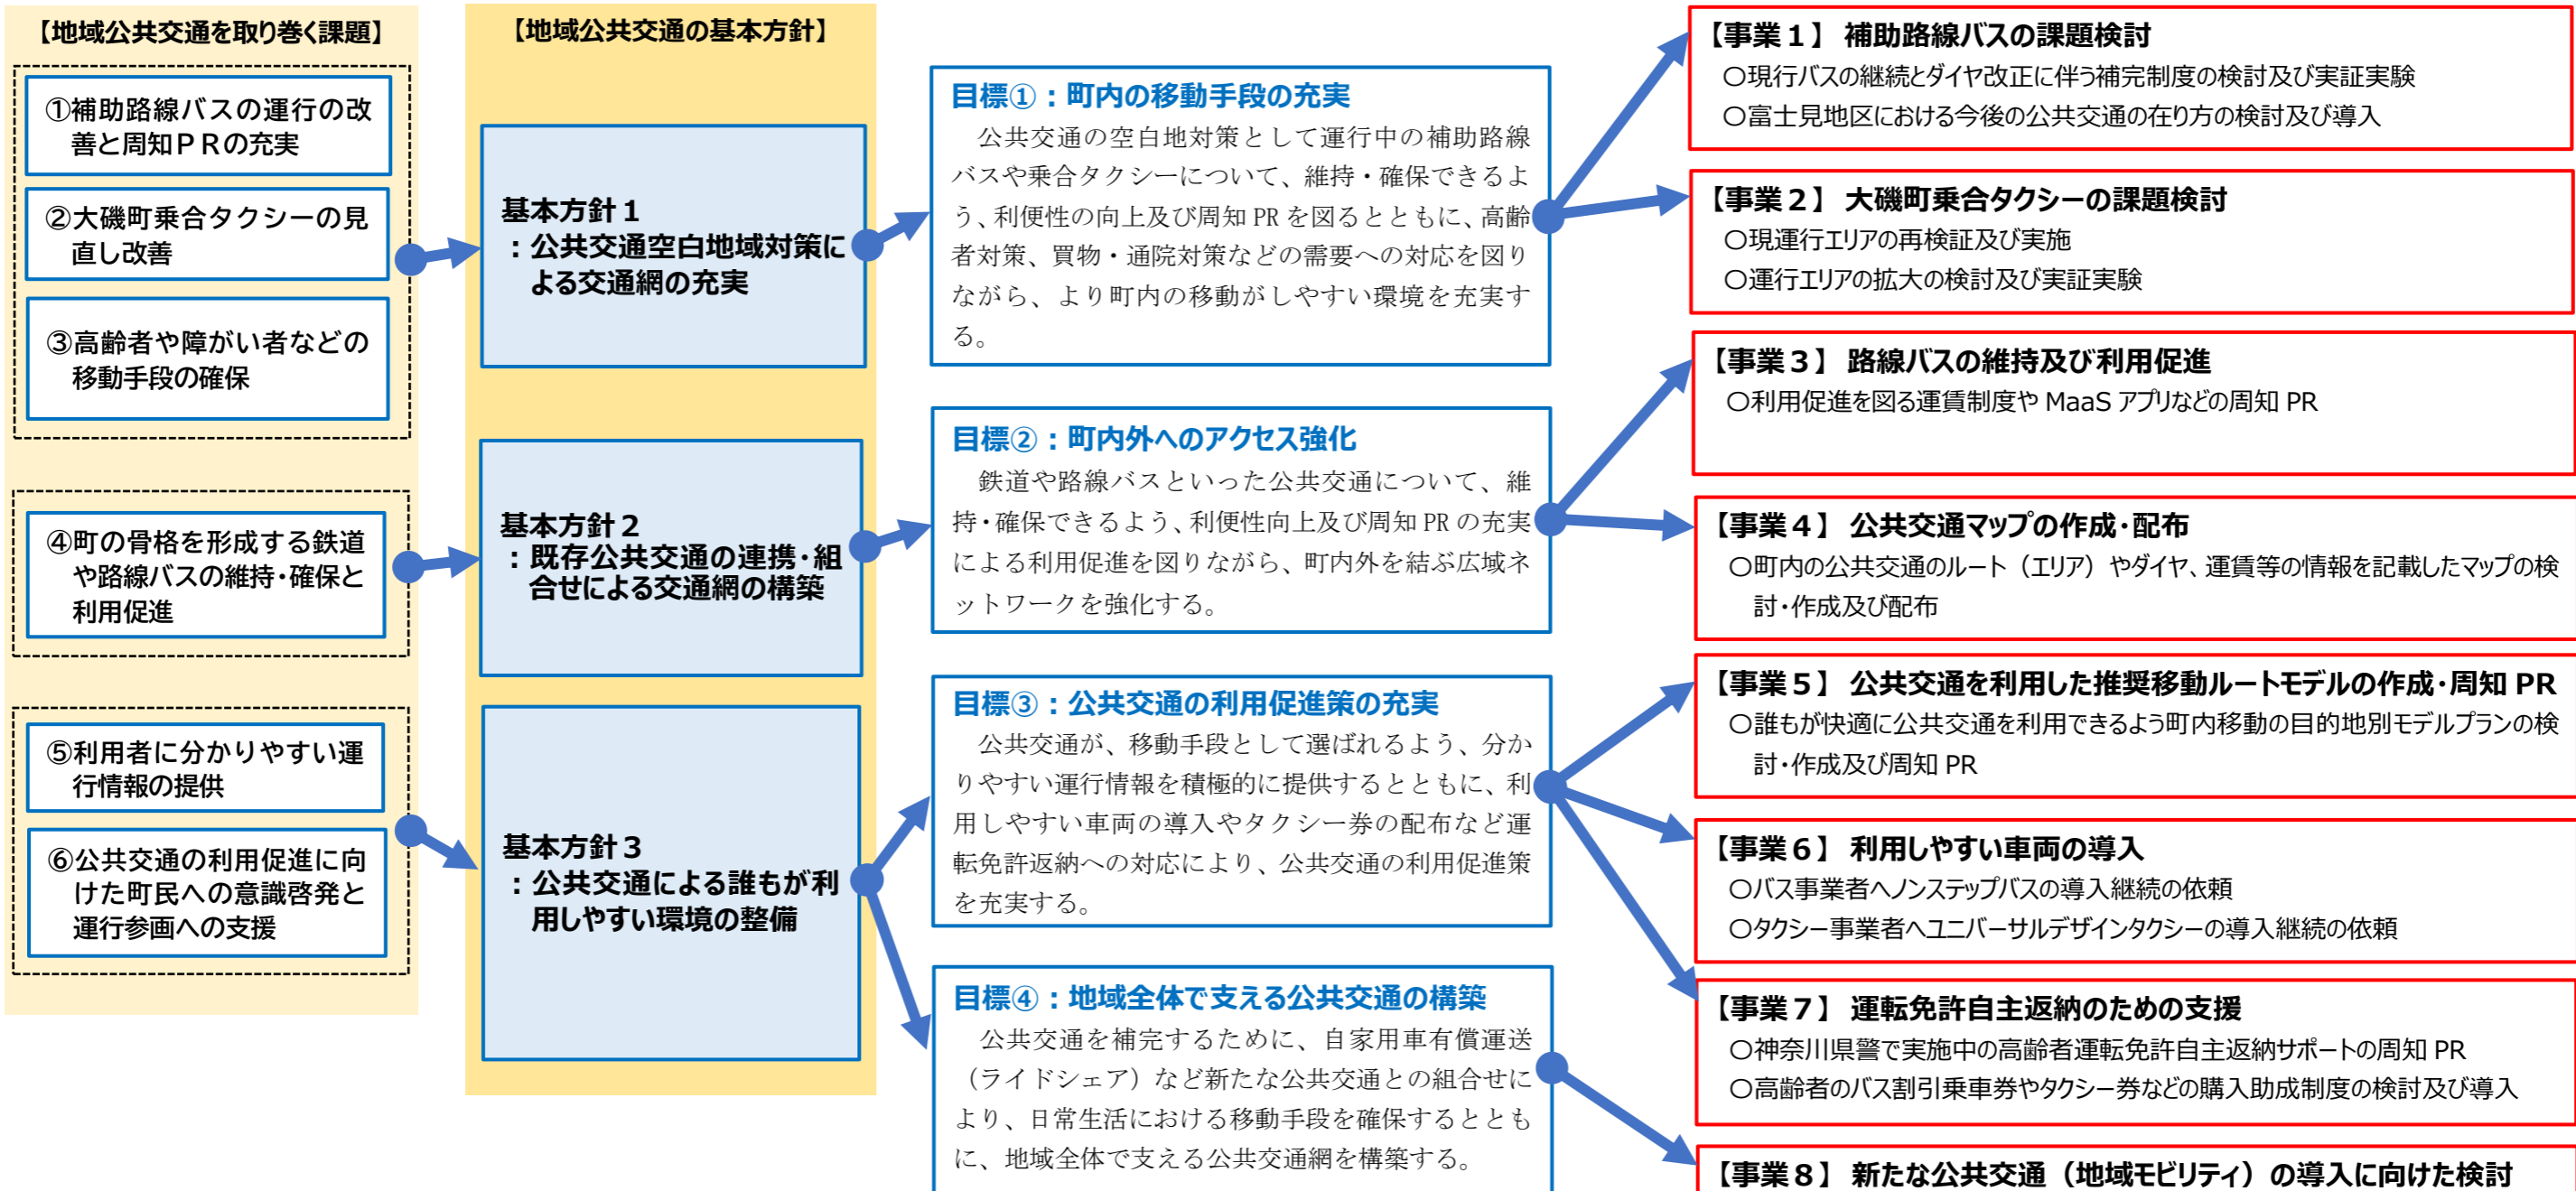 【地域公共交通を取り巻く課題】
①補助路線バスの運行の改
善と周知ＰＲの充実
②大磯町乗合タクシーの見
直し改善
③高齢者や障がい者などの
移動手段の確保
④町の骨格を形成する鉄道
や路線バスの維持・確保と
利用促進
⑤利用者に分かりやすい運
行情報の提供
⑥公共交通の利用促進に向
けた町民への意識啓発と
運行参画への支援
【地域公共交通の基本方針】
基本方針１
：公共交通空白地域対策に
よる交通網の充実
基本方針２
：既存公共交通の連携・組
合せによる交通網の構築
基本方針３
：公共交通による誰もが利
用しやすい環境の整備
目標①：町内の移動手段の充実
公共交通の空白地対策として運行中の補助路線
バスや乗合タクシーについて、維持・確保できるよ
う、利便性の向上及び周知 PR を図るとともに、高齢
者対策、買物・通院対策などの需要への対応を図り
ながら、より町内の移動がしやすい環境を充実す
る。
目標②：町内外へのアクセス強化
鉄道や路線バスといった公共交通について、維
持・確保できるよう、利便性向上及び周知 PR の充実
による利用促進を図りながら、町内外を結ぶ広域ネ
ットワークを強化する。
目標③：公共交通の利用促進策の充実
公共交通が、移動手段として選ばれるよう、分か
りやすい運行情報を積極的に提供するとともに、利
用しやすい車両の導入やタクシー券の配布など運
転免許返納への対応により、公共交通の利用促進策
を充実する。
目標④：地域全体で支える公共交通の構築
公共交通を補完するために、自家用車有償運送
（ライドシェア）など新たな公共交通との組合せに
より、日常生活における移動手段を確保するととも
に、地域全体で支える公共交通網を構築する。
【事業１】 補助路線バスの課題検討
〇現行バスの継続とダイヤ改正に伴う補完制度の検討及び実証実験
〇富士見地区における今後の公共交通の在り方の検討及び導入
【事業２】 大磯町乗合タクシーの課題検討
〇現運行エリアの再検証及び実施
〇運行エリアの拡大の検討及び実証実験
【事業３】 路線バスの維持及び利用促進
〇利用促進を図る運賃制度や MaaS アプリなどの周知 PR
【事業４】 公共交通マップの作成・配布
〇町内の公共交通のルート（エリア）やダイヤ、運賃等の情報を記載したマップの検
討・作成及び配布
【事業５】 公共交通を利用した推奨移動ルートモデルの作成・周知 PR
〇誰もが快適に公共交通を利用できるよう町内移動の目的地別モデルプランの検
討・作成及び周知 PR
【事業６】 利用しやすい車両の導入
〇バス事業者へノンステップバスの導入継続の依頼
〇タクシー事業者へユニバーサルデザインタクシーの導入継続の依頼
【事業７】 運転免許自主返納のための支援
〇神奈川県警で実施中の高齢者運転免許自主返納サポートの周知 PR
〇高齢者のバス割引乗車券やタクシー券などの購入助成制度の検討及び導入
【事業８】 新たな公共交通（地域モビリティ）の導入に向けた検討